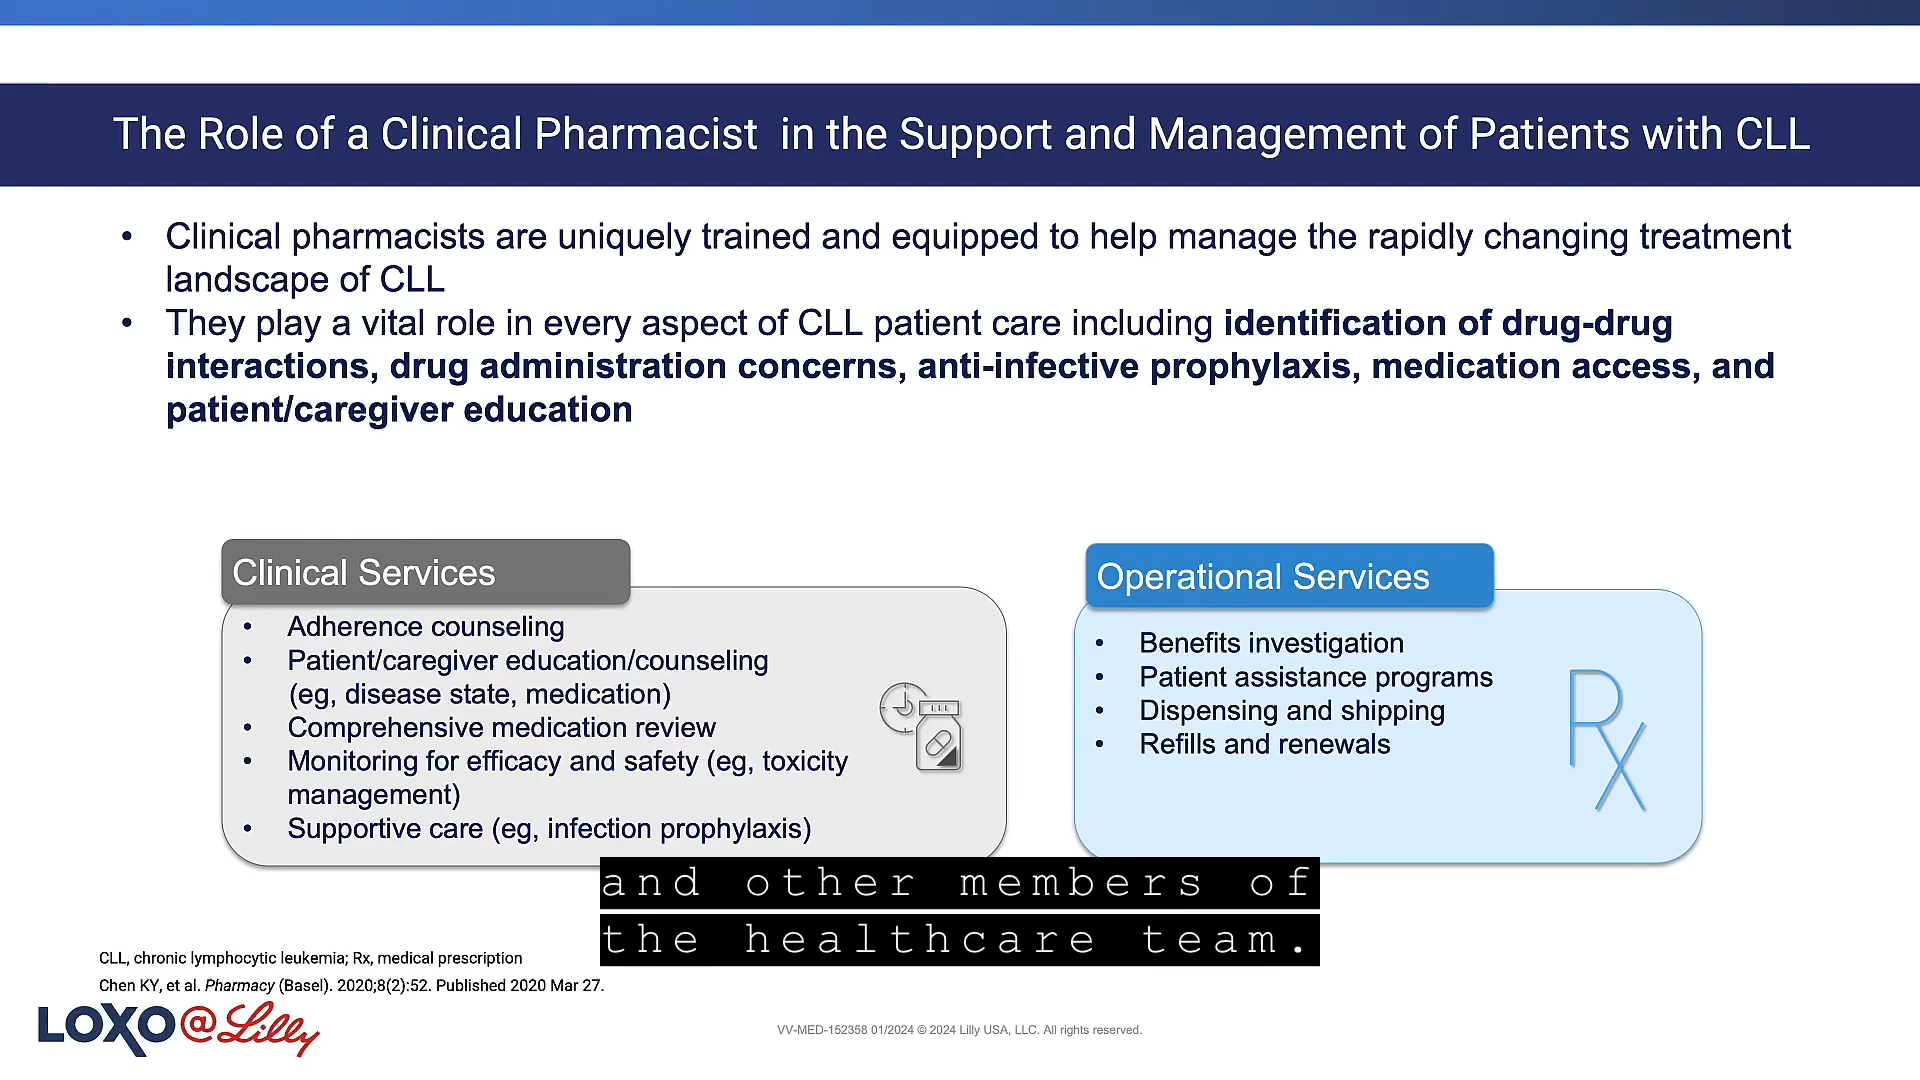 The Role of a Clinical Pharmacist in the Support and Management of Patients with CLL
• Clinical pharmacists are uniquely trained and equipped to help manage the rapidly changing treatment
landscape of CLL
• They play a vital role in every aspect of CLL patient care including identification of drug-drug
interactions, drug administration concerns, anti-infective prophylaxis, medication access, and
patient/caregiver education
Clinical Services
• Adherence counseling
• Patient/caregiver education/counseling
(eg, disease state, medication)
• Comprehensive medication review
• Monitoring for efficacy and safety (eg, toxicity
management)
• Supportive care (eg, infection prophylaxis)
Operational Services
• Benefits investigation
• Patient assistance programs
• Dispensing and shipping
• Refills and renewals
Rx
and other members of
the healthcare team.
CLL, chronic lymphocytic leukemia; Rx, medical prescription
Chen KY, et al. Pharmacy (Basel). 2020;8(2):52. Published 2020 Mar 27.
LOXO@Lilly
VV-MED-152358 01/2024 © 2024 Lilly USA, LLC. All rights reserved.